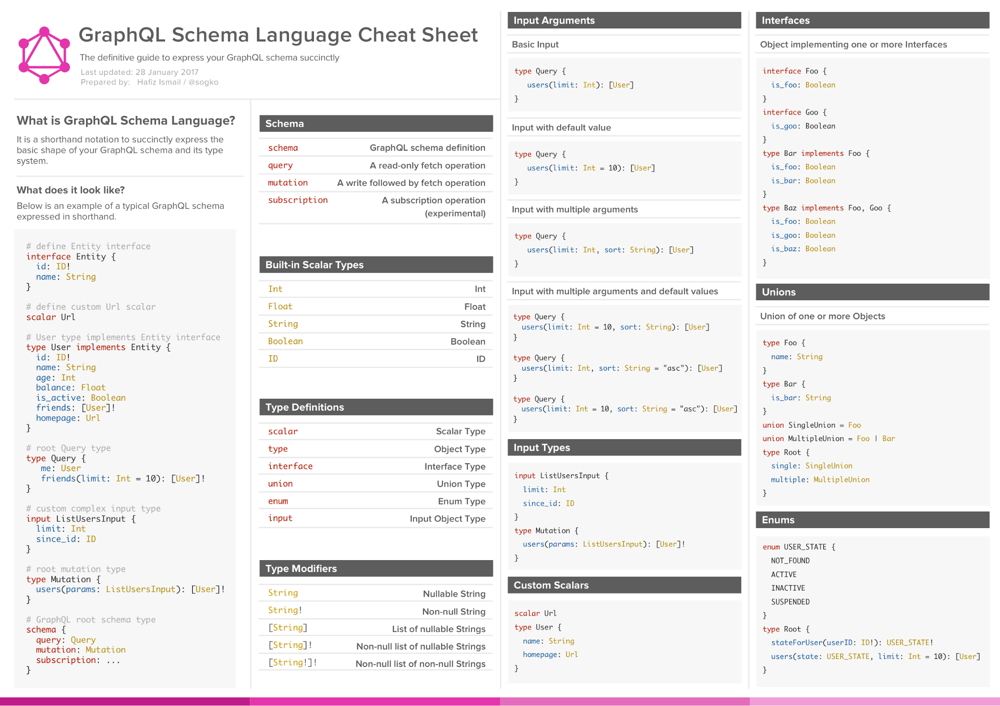 GraphQL Schema Language Cheat Sheet
The definitive guide to express your GraphQL schema succinctly
Last updated: 28 January 2017
Prepared by: Hafiz Ismail / @sogko
What is GraphQL Schema Language?
It is a shorthand notation to succinctly express the
basic shape of your GraphQL schema and its type
system.
What does it look like?
Below is an example of a typical GraphQL schema
expressed in shorthand.
# define Entity interface
interface Entity {
  id: ID!
  name: String
}
# define custom Url scalar
scalar Url
# User type implements Entity interface
type User implements Entity {
  id: ID!
  name: String
  age: Int
  balance: Float
  is_active: Boolean
  friends: [User]!
  homepage: Url
}
# root Query type
type Query {
   me: User
   friends(limit: Int = 10): [User]!
}
# custom complex input type
input ListUsersInput {
  limit: Int
  since_id: ID
}
# root mutation type
type Mutation {
  users(params: ListUsersInput): [User]!
}
# GraphQL root schema type
schema {
  query: Query
  mutation: Mutation
  subscription: ...
}
Schema
schema GraphQL schema definition
query A read-only fetch operation
mutation A write followed by fetch operation
subscription A subscription operation
(experimental)
Built-in Scalar Types
Int Int
Float Float
String String
Boolean Boolean
ID ID
Type Definitions
scalar Scalar Type
type Object Type
interface Interface Type
union Union Type
enum Enum Type
input Input Object Type
Type Modifiers
String Nullable String
String! Non-null String
[String] List of nullable Strings
[String]! Non-null list of nullable Strings
[String!]! Non-null list of non-null Strings
Input Arguments
Basic Input
type Query {
   users(limit: Int): [User]
}
Input with default value
type Query {
   users(limit: Int = 10): [User]
}
Input with multiple arguments
type Query {
   users(limit: Int, sort: String): [User]
}
Input with multiple arguments and default values
type Query {
  users(limit: Int = 10, sort: String): [User]
}
type Query {
  users(limit: Int, sort: String = "asc"): [User]
}
type Query {
  users(limit: Int = 10, sort: String = "asc"): [User]
}
Input Types
input ListUsersInput {
  limit: Int
  since_id: ID
}
type Mutation {
  users(params: ListUsersInput): [User]!
}
Custom Scalars
scalar Url
type User {
  name: String
  homepage: Url
}
Interfaces
Object implementing one or more Interfaces
interface Foo {
  is_foo: Boolean
}
interface Goo {
  is_goo: Boolean
}
type Bar implements Foo {
  is_foo: Boolean
  is_bar: Boolean
}
type Baz implements Foo, Goo {
  is_foo: Boolean
  is_goo: Boolean
  is_baz: Boolean
}
Unions
Union of one or more Objects
type Foo {
  name: String
}
type Bar {
  is_bar: String
}
union SingleUnion = Foo
union MultipleUnion = Foo | Bar
type Root {
  single: SingleUnion
  multiple: MultipleUnion
}
Enums
enum USER_STATE {
  NOT_FOUND
  ACTIVE
  INACTIVE
  SUSPENDED
}
type Root {
  stateForUser(userID: ID!): USER_STATE!
  users(state: USER_STATE, limit: Int = 10): [User]
}